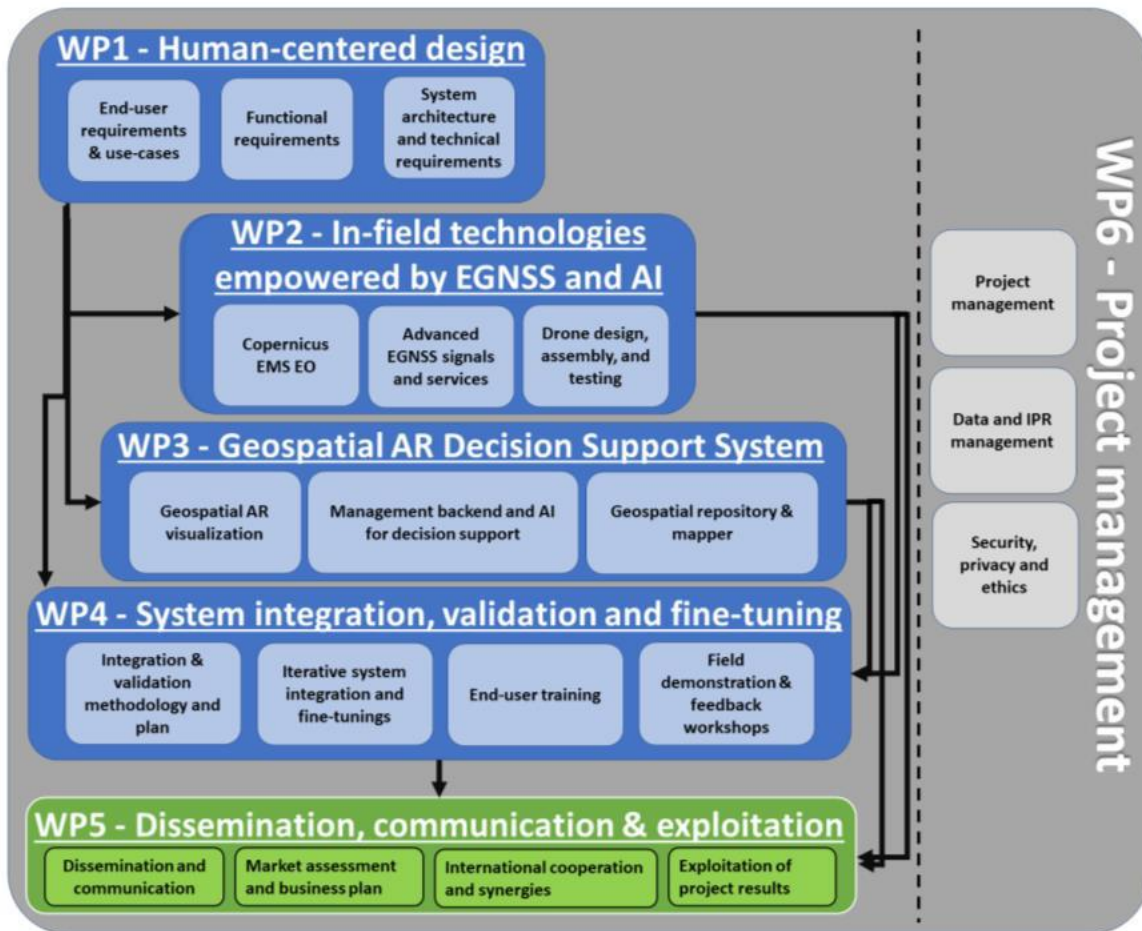 WP1 - Human-centered design
End-user
requirements
& use-cases
Functional
requirements
System
architecture
and technical
requirements
WP2 - In-field technologies
empowered by EGNSS and AI
Copernicus
EMS EO
Advanced
EGNSS signals
and services
Drone design,
assembly, and
testing
WP3 - Geospatial AR Decision Support System
Geospatial AR
visualization
Management backend and AI
for decision support
Geospatial repository &
mapper
WP4 - System integration, validation and fine-tuning
Integration &
validation
methodology and
plan
Iterative system
integration and
fine-tunings
End-user training
Field
demonstration &
feedback
workshops
WP5 - Dissemination, communication & exploitation
Dissemination and
communication
Market assessment
and business plan
International cooperation
and synergies
Exploitation of
project results
Project
management
Data and IPR
management
Security,
privacy and
ethics
WP6 - Project management